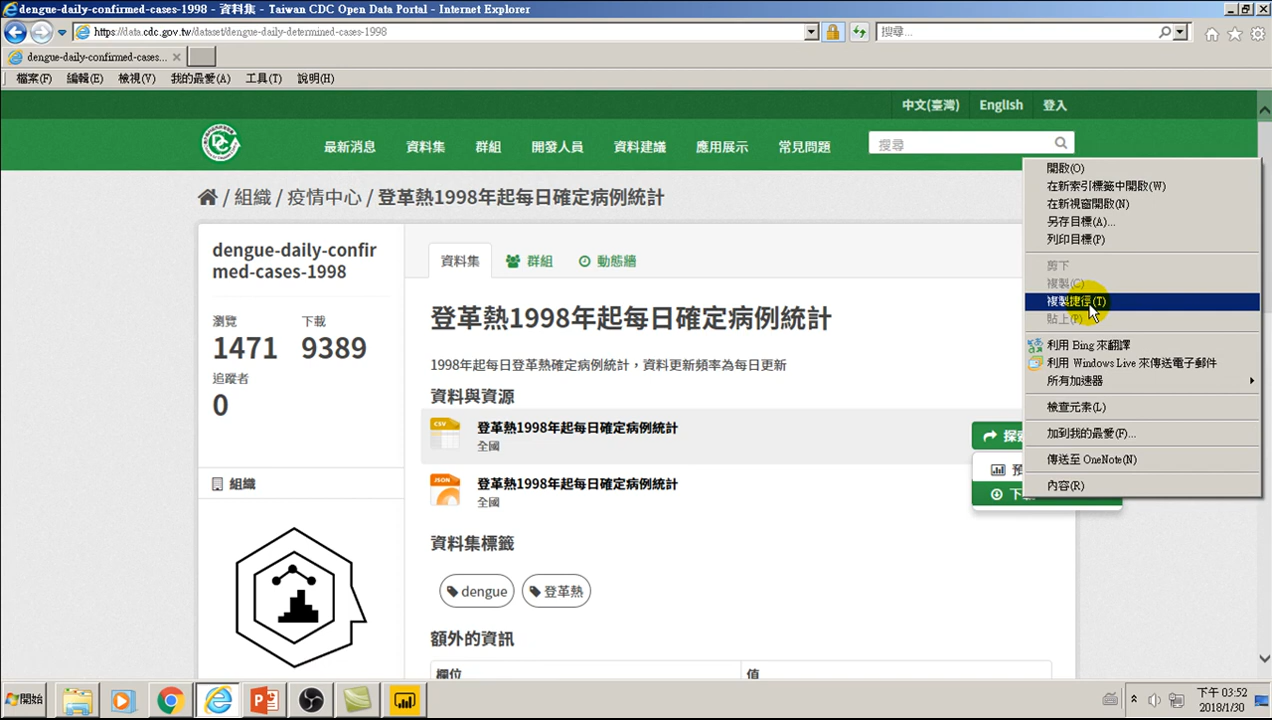 dengue-daily-confirmed-cases-1998 - 資料集 - Taiwan CDC Open Data Portal - Internet Explorer
https://data.cdc.gov.tw/dataset/dengue-daily-determined-cases-1998
搜尋...
dengue-daily-confirmed-cases...
檔案(F) 編輯(E) 檢視(V) 我的最愛(A) 工具(T) 說明(H)
中文(臺灣) English 登入
最新消息 資料集 群組 開發人員 資料建議 應用展示 常見問題 搜尋
/ 組織 / 疫情中心 / 登革熱1998年起每日確定病例統計
dengue-daily-confir
med-cases-1998
瀏覽 下載
1471 9389
追蹤者
0
組織
資料集 群組 動態牆
登革熱1998年起每日確定病例統計
1998年起每日登革熱確定病例統計，資料更新頻率為每日更新
資料與資源
CSV 登革熱1998年起每日確定病例統計
全國
JSON 登革熱1998年起每日確定病例統計
全國
資料集標籤
dengue 登革熱
額外的資訊
欄位 值
探
預
下
開啟(O)
在新索引標籤中開啟(W)
在新視窗開啟(N)
另存目標(A)...
列印目標(P)
剪下
複製(C)
複製捷徑(T)
貼上(P)
利用 Bing 來翻譯
利用 Windows Live 來傳送電子郵件
所有加速器
檢查元素(L)
加到我的最愛(F)...
傳送至 OneNote(N)
內容(R)
開始
下午 03:52
2018/1/30